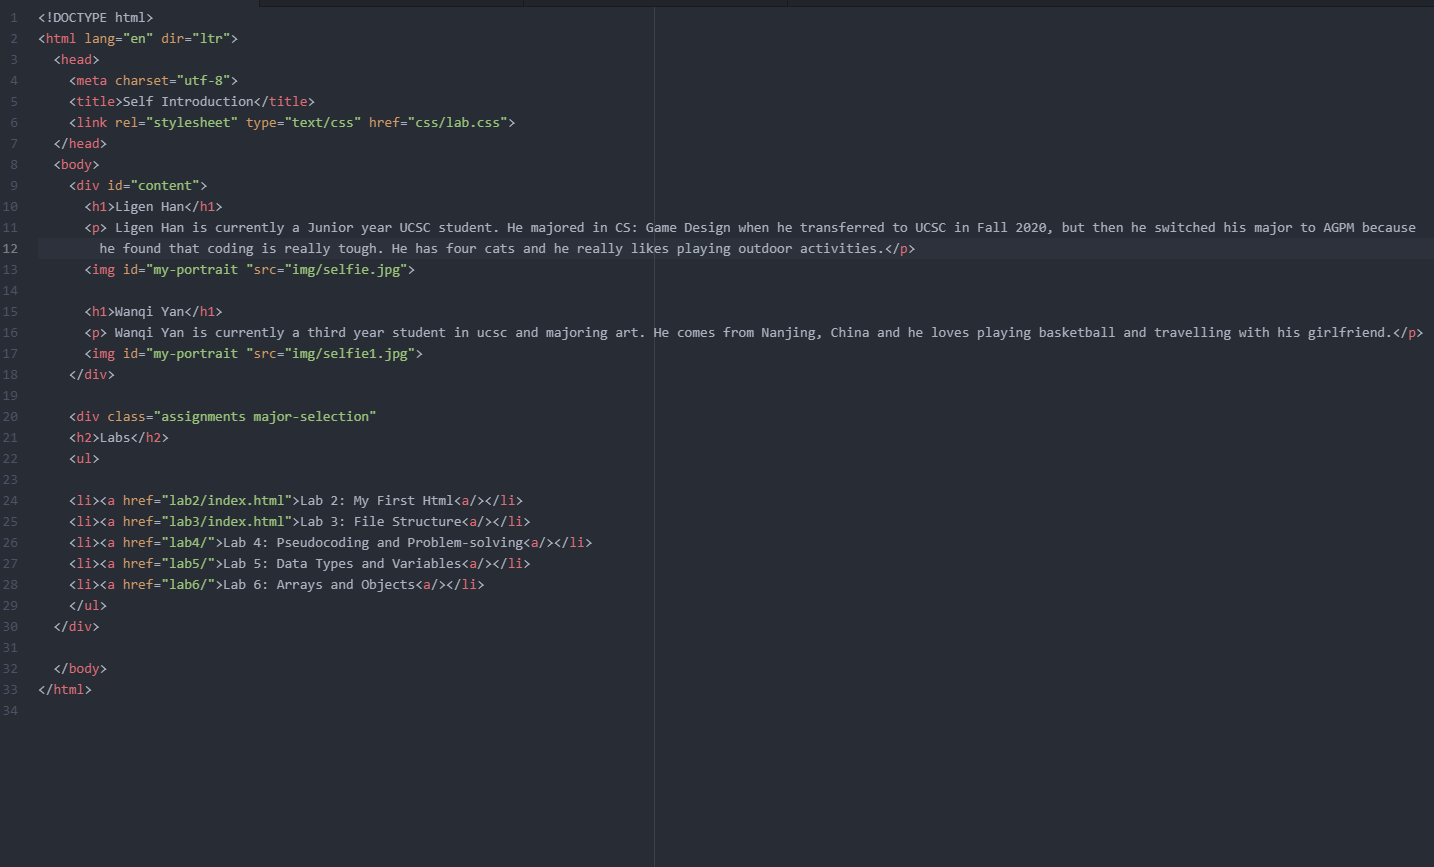 1 <!DOCTYPE html>
2 <html lang="en" dir="ltr">
3 <head>
4 <meta charset="utf-8">
5 <title>Self Introduction</title>
6 <link rel="stylesheet" type="text/css" href="css/lab.css">
7 </head>
8 <body>
9 <div id="content">
10 <h1>Ligen Han</h1>
11 <p> Ligen Han is currently a Junior year UCSC student. He majored in CS: Game Design when he transferred to UCSC in Fall 2020, but then he switched his major to AGPM because
12 he found that coding is really tough. He has four cats and he really likes playing outdoor activities.</p>
13 <img id="my-portrait "src="img/selfie.jpg">
14
15 <h1>Wanqi Yan</h1>
16 <p> Wanqi Yan is currently a third year student in ucsc and majoring art. He comes from Nanjing, China and he loves playing basketball and travelling with his girlfriend.</p>
17 <img id="my-portrait "src="img/selfie1.jpg">
18 </div>
19
20 <div class="assignments major-selection"
21 <h2>Labs</h2>
22 <ul>
23
24 <li><a href="lab2/index.html">Lab 2: My First Html<a/></li>
25 <li><a href="lab3/index.html">Lab 3: File Structure<a/></li>
26 <li><a href="lab4/">Lab 4: Pseudocoding and Problem-solving<a/></li>
27 <li><a href="lab5/">Lab 5: Data Types and Variables<a/></li>
28 <li><a href="lab6/">Lab 6: Arrays and Objects<a/></li>
29 </ul>
30 </div>
31
32 </body>
33 </html>
34